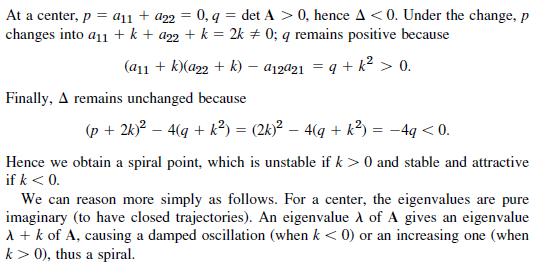 At a center, p = a₁₁ + a₂₂ = 0, q = det A > 0, hence Δ < 0. Under the change, p
changes into a₁₁ + k + a₂₂ + k = 2k ≠ 0; q remains positive because
(a₁₁ + k)(a₂₂ + k) − a₁₂a₂₁ = q + k² > 0.
Finally, Δ remains unchanged because
(p + 2k)² − 4(q + k²) = (2k)² − 4(q + k²) = −4q < 0.
Hence we obtain a spiral point, which is unstable if k > 0 and stable and attractive
if k < 0.
We can reason more simply as follows. For a center, the eigenvalues are pure
imaginary (to have closed trajectories). An eigenvalue λ of A gives an eigenvalue
λ + k of A, causing a damped oscillation (when k < 0) or an increasing one (when
k > 0), thus a spiral.